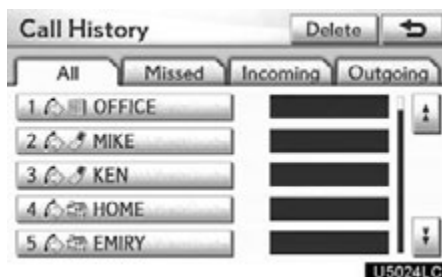 Call History Delete
All Missed Incoming Outgoing
1 OFFICE
2 MIKE
3 KEN
4 HOME
5 EMIRY
U5024LC